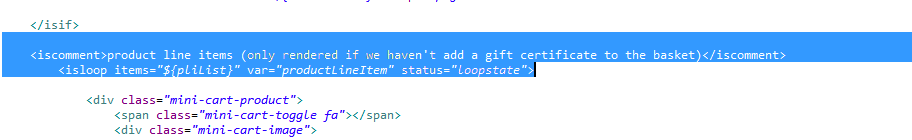 </isif>
<iscomment>product line items (only rendered if we haven't add a gift certificate to the basket)</iscomment>
<isloop items="${pliList}" var="productLineItem" status="loopstate">
<div class="mini-cart-product">
<span class="mini-cart-toggle fa"></span>
<div class="mini-cart-image">